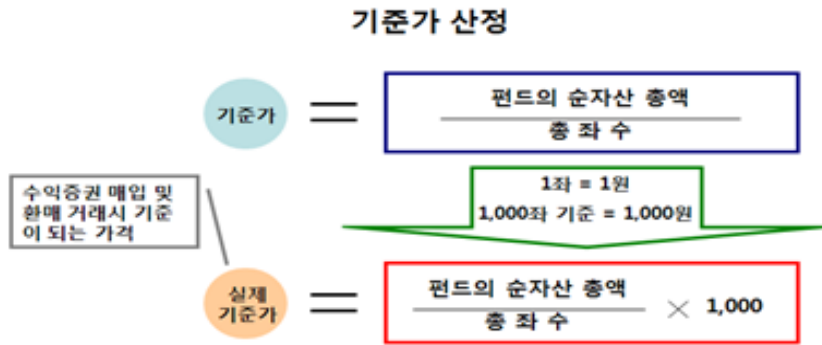 기준가 산정
기준가
=
펀드의 순자산 총액
총 좌 수
1좌 = 1원
1,000좌 기준 = 1,000원
수익증권 매입 및
환매 거래시 기준
이 되는 가격
실제
기준가
=
펀드의 순자산 총액
총 좌 수
× 1,000